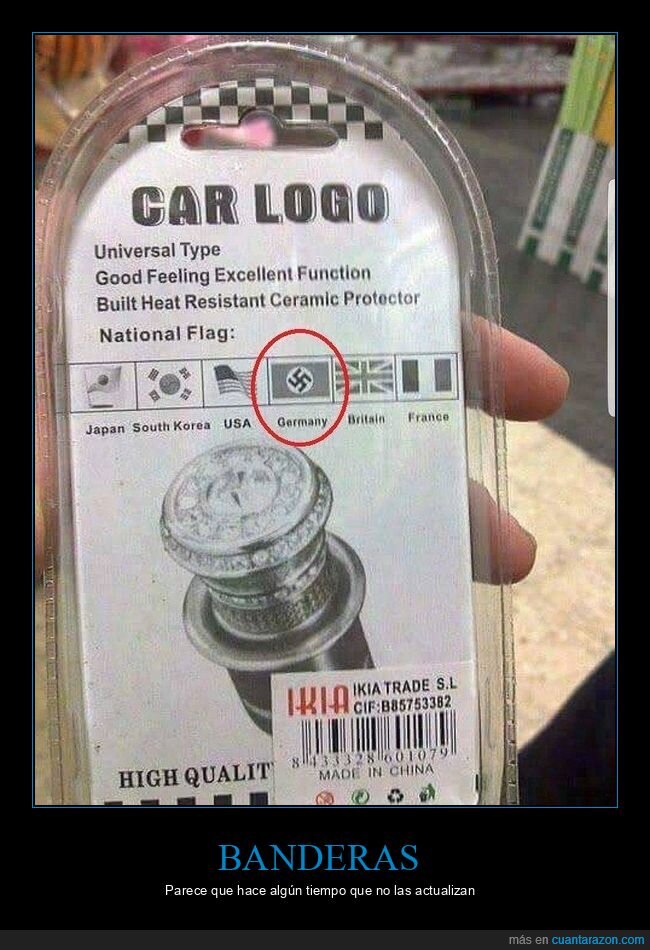 CAR LOGO
Universal Type
Good Feeling Excellent Function
Built Heat Resistant Ceramic Protector
National Flag:
Japan South Korea USA Germany Britain France
IKIA IKIA TRADE S.L
CIF:B85753382
8 433328 601079
MADE IN CHINA
HIGH QUALIT
BANDERAS
Parece que hace algún tiempo que no las actualizan
más en cuantarazon.com